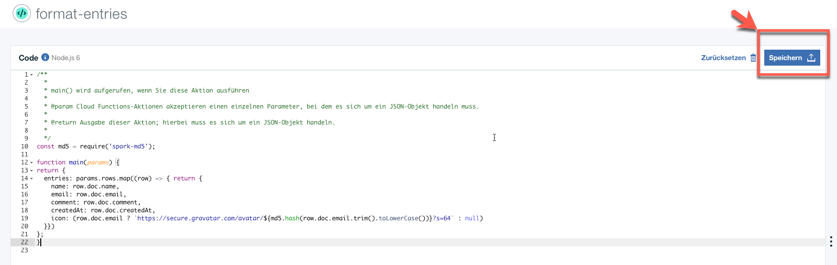 format-entries
Code Node.js 6 Zurücksetzen Speichern
1 /**
2 *
3 * main() wird aufgerufen, wenn Sie diese Aktion ausführen
4 *
5 * @param Cloud Functions-Aktionen akzeptieren einen einzelnen Parameter, bei dem es sich um ein JSON-Objekt handeln muss.
6 *
7 * @return Ausgabe dieser Aktion; hierbei muss es sich um ein JSON-Objekt handeln.
8 *
9 */
10 const md5 = require('spark-md5');
11
12 function main(params) {
13 return {
14 entries: params.rows.map((row) => { return {
15 name: row.doc.name,
16 email: row.doc.email,
17 comment: row.doc.comment,
18 createdAt: row.doc.createdAt,
19 icon: (row.doc.email ? `https://secure.gravatar.com/avatar/${md5.hash(row.doc.email.trim().toLowerCase())}?s=64` : null)
20 }})
21 };
22 }
23